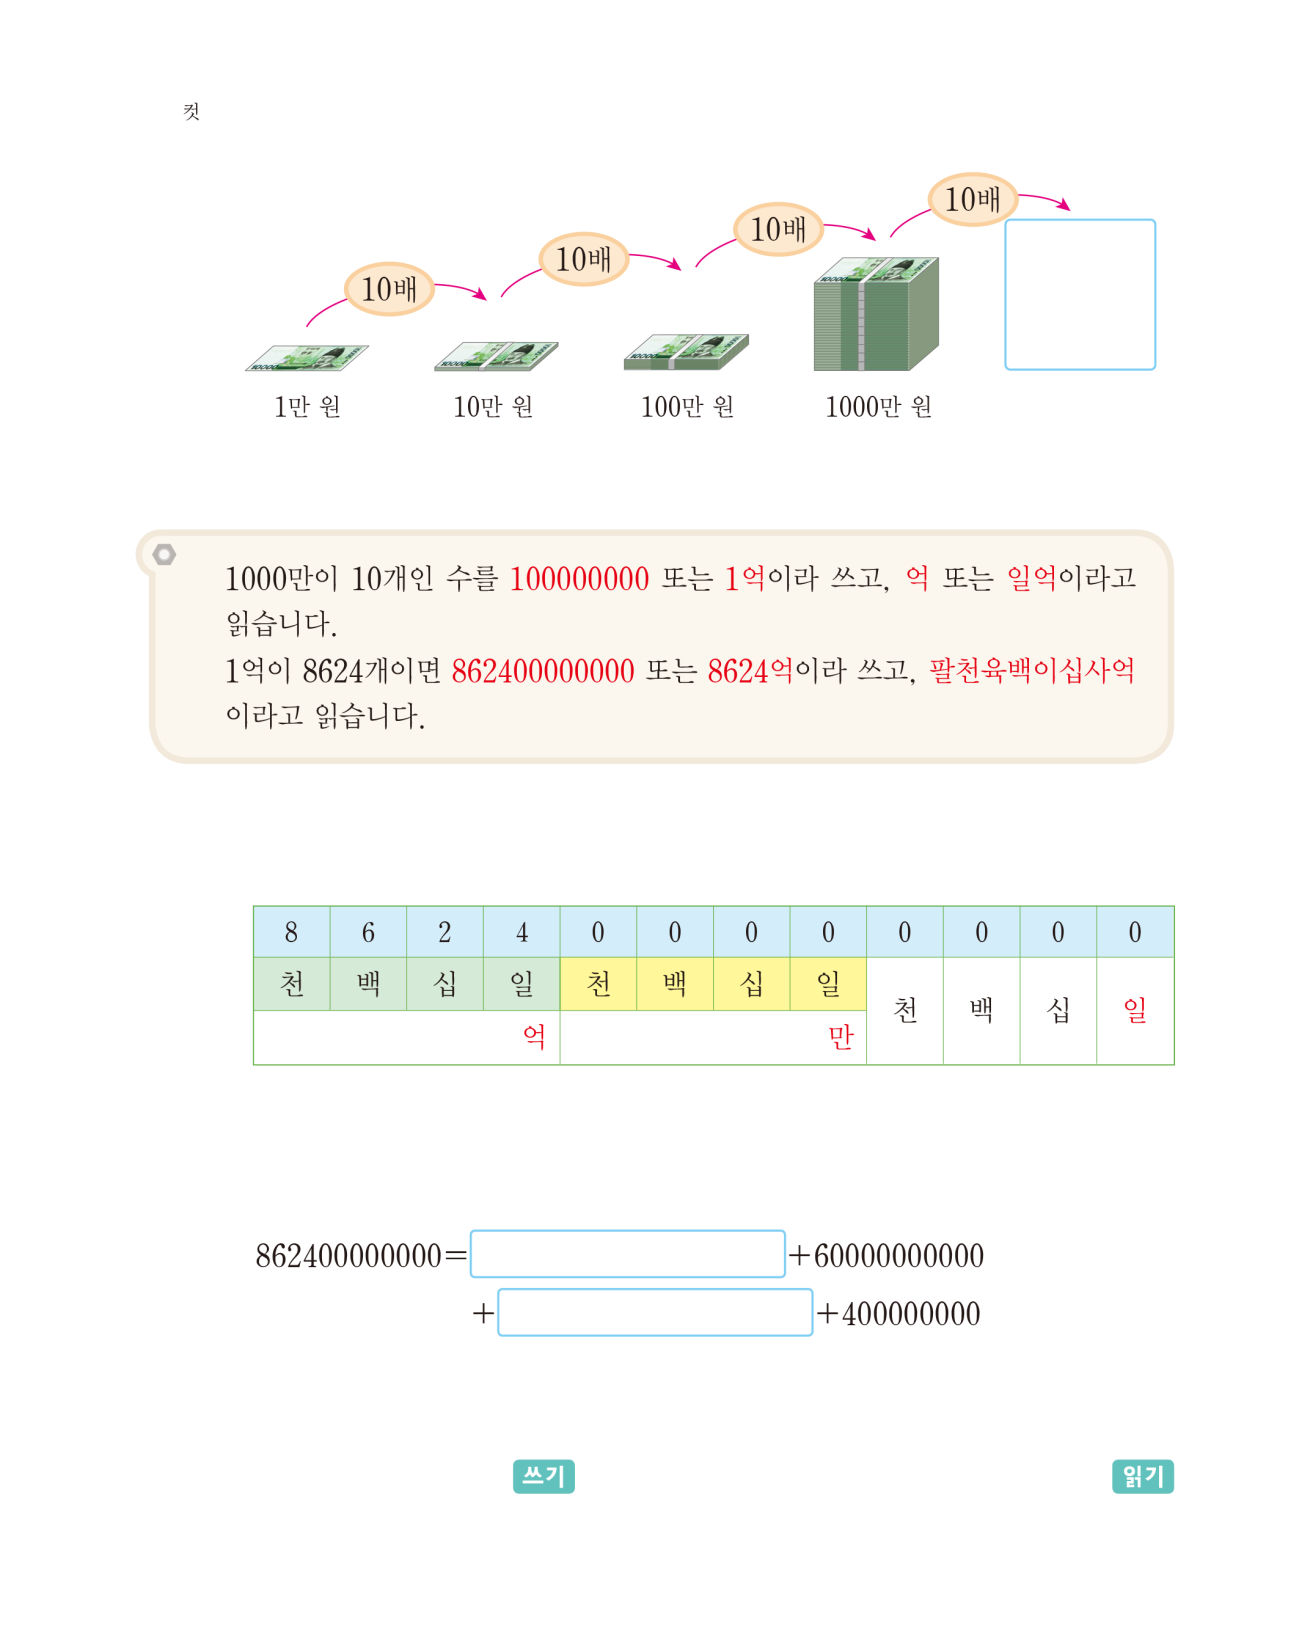 컷
10배 10배 10배 10배
1만 원 10만 원 100만 원 1000만 원
1000만이 10개인 수를 100000000 또는 1억이라 쓰고, 억 또는 일억이라고
읽습니다.
1억이 8624개이면 862400000000 또는 8624억이라 쓰고, 팔천육백이십사억
이라고 읽습니다.
8 6 2 4 0 0 0 0 0 0 0 0
천 백 십 일 천 백 십 일 천 백 십 일
억 만
862400000000= +60000000000
+ +400000000
쓰기 읽기